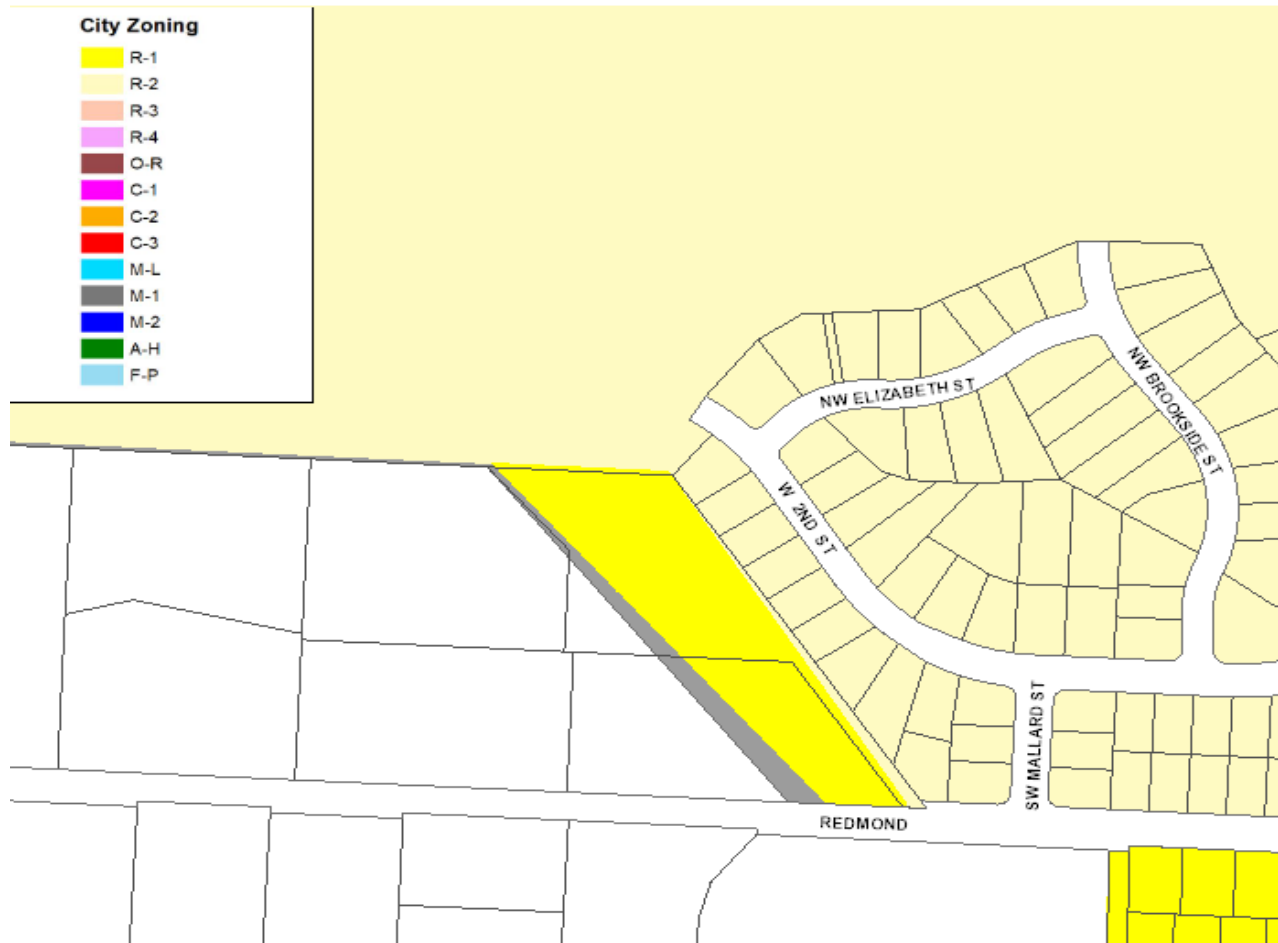 City Zoning
R-1
R-2
R-3
R-4
O-R
C-1
C-2
C-3
M-L
M-1
M-2
A-H
F-P
NW ELIZABETH ST
NW BROOKSIDE ST
W 2ND ST
SW MALLARD ST
REDMOND